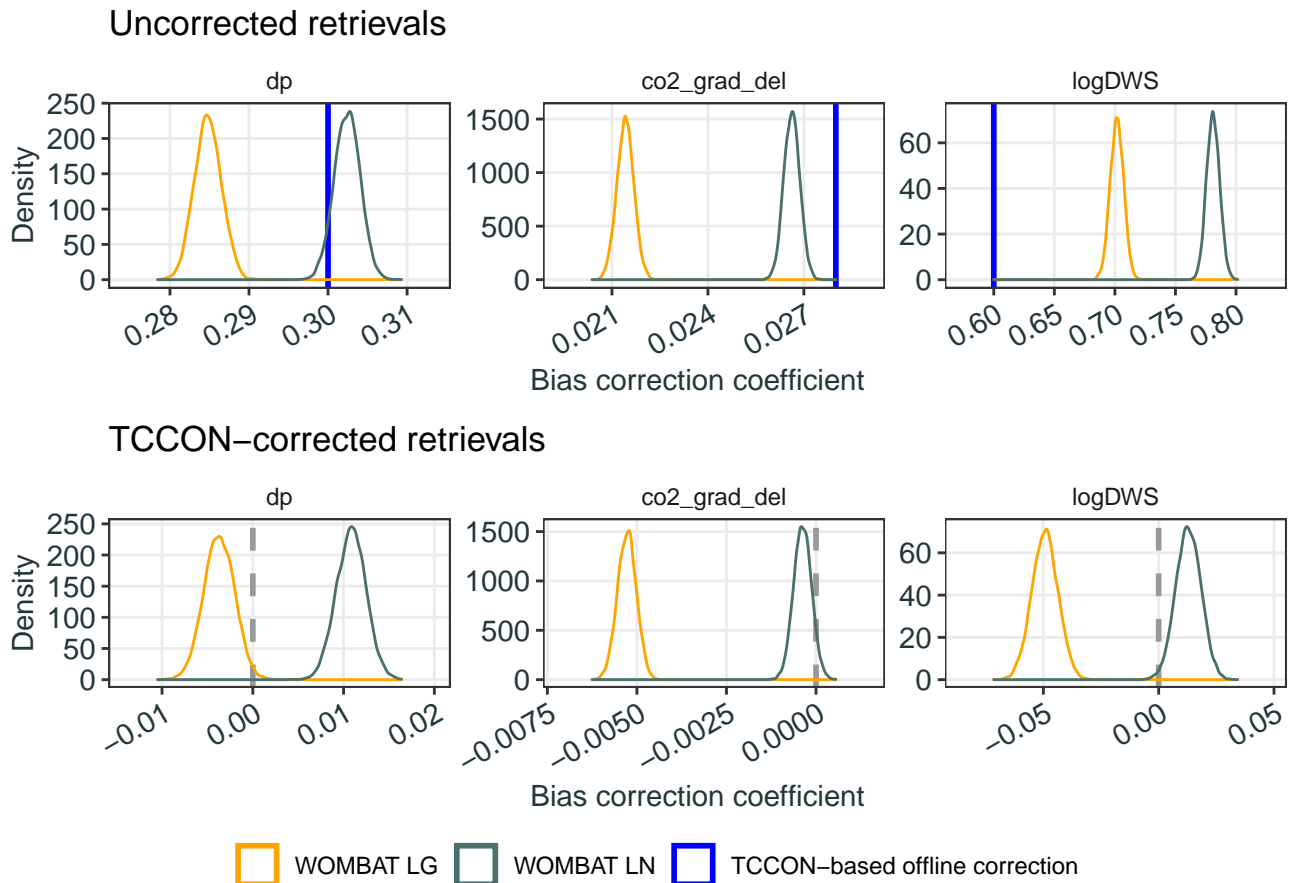 Uncorrected retrievals
dp co2_grad_del logDWS
Density
250
200
150
100
50
0
1500
1000
500
0
60
40
20
0
0.28 0.29 0.30 0.31 0.021 0.024 0.027 0.60 0.65 0.70 0.75 0.80
Bias correction coefficient
TCCON−corrected retrievals
dp co2_grad_del logDWS
Density
250
200
150
100
50
0
1500
1000
500
0
60
40
20
0
−0.01 0.00 0.01 0.02 −0.0075 −0.0050 −0.0025 0.0000 −0.05 0.00 0.05
Bias correction coefficient
WOMBAT LG WOMBAT LN TCCON−based offline correction